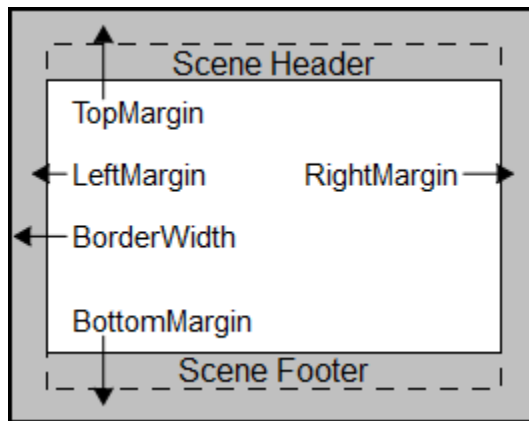 Scene Header
TopMargin
LeftMargin RightMargin
BorderWidth
BottomMargin
Scene Footer